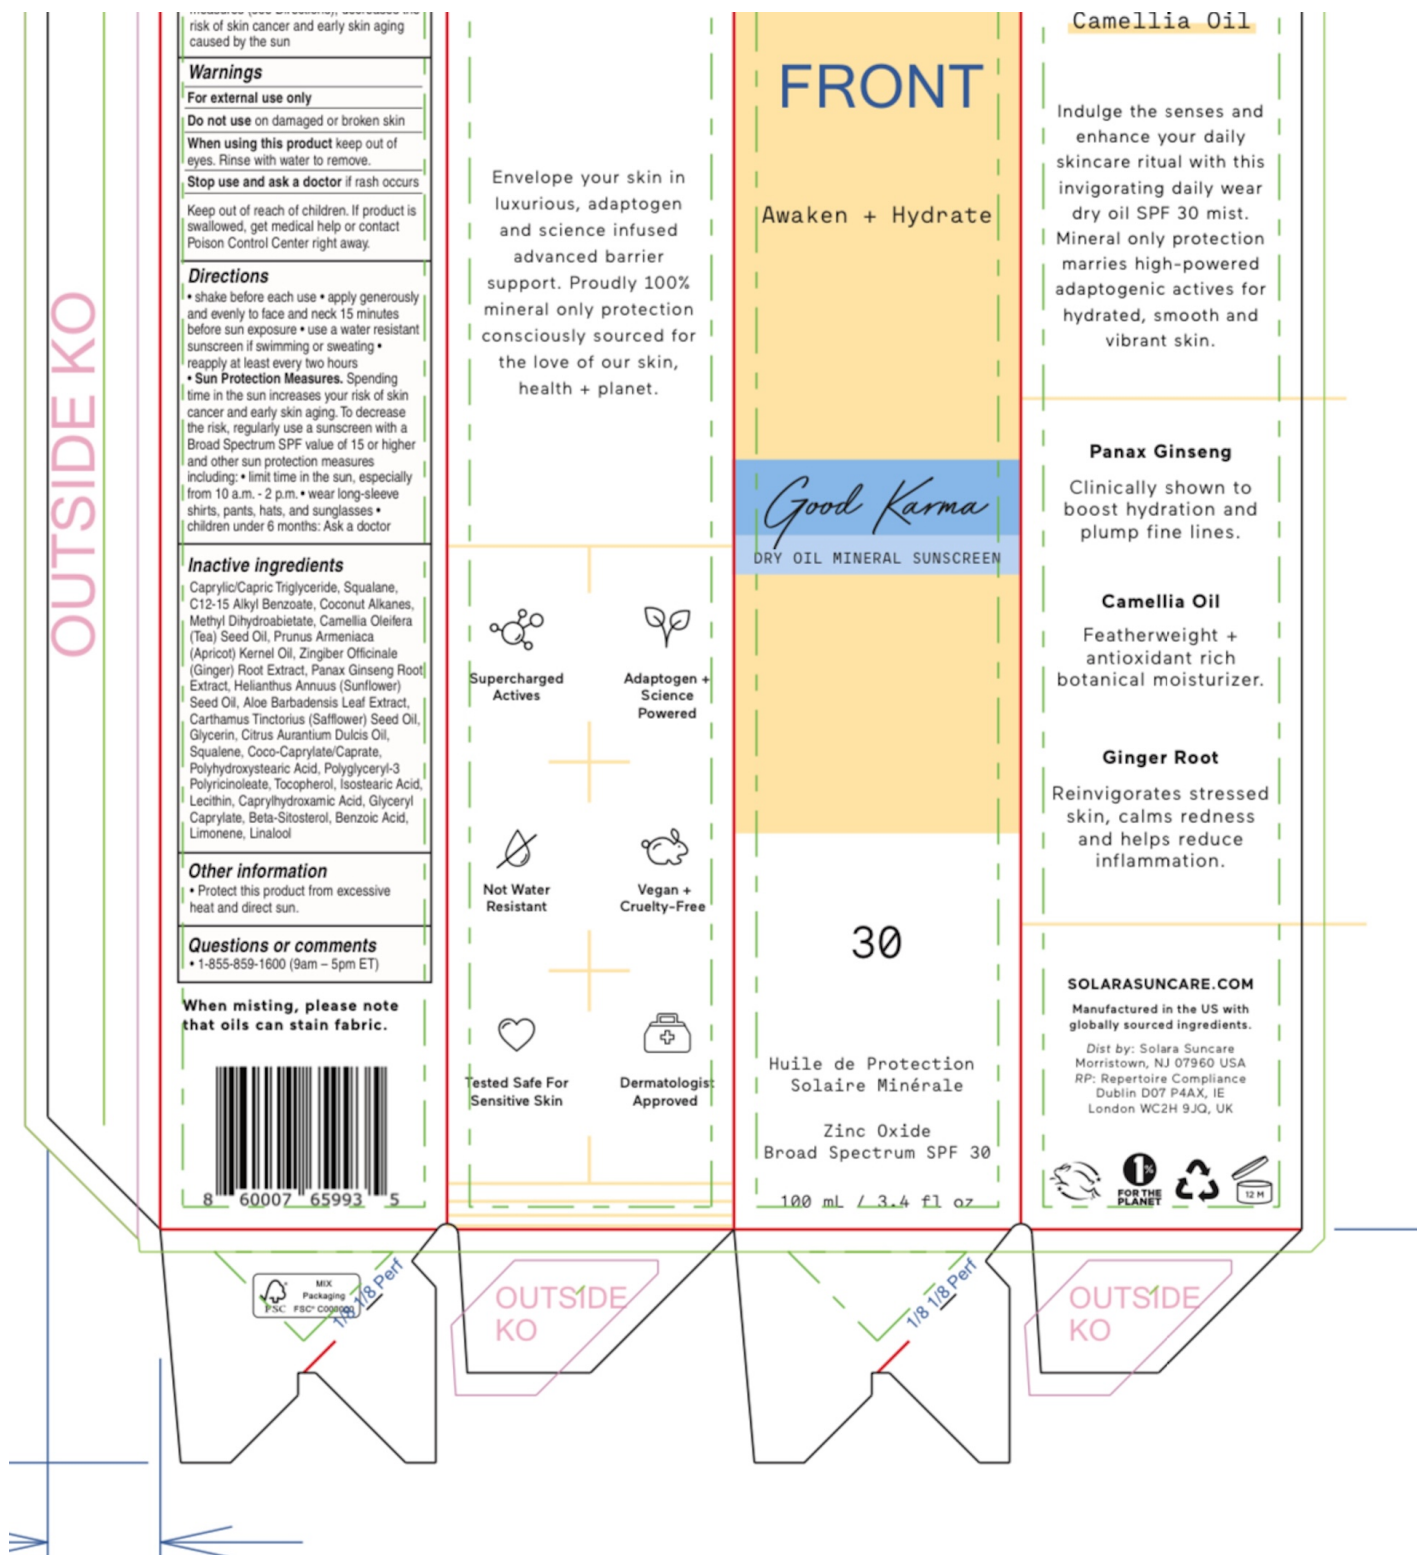 risk of skin cancer and early skin aging
caused by the sun
Warnings
For external use only
Do not use on damaged or broken skin
When using this product keep out of
eyes. Rinse with water to remove.
Stop use and ask a doctor if rash occurs
Keep out of reach of children. If product is
swallowed, get medical help or contact
Poison Control Center right away.
Directions
• shake before each use • apply generously
and evenly to face and neck 15 minutes
before sun exposure • use a water resistant
sunscreen if swimming or sweating •
reapply at least every two hours
• Sun Protection Measures. Spending
time in the sun increases your risk of skin
cancer and early skin aging. To decrease
the risk, regularly use a sunscreen with a
Broad Spectrum SPF value of 15 or higher
and other sun protection measures
including: • limit time in the sun, especially
from 10 a.m. - 2 p.m. • wear long-sleeve
shirts, pants, hats, and sunglasses •
children under 6 months: Ask a doctor
Inactive ingredients
Caprylic/Capric Triglyceride, Squalane,
C12-15 Alkyl Benzoate, Coconut Alkanes,
Methyl Dihydroabietate, Camellia Oleifera
(Tea) Seed Oil, Prunus Armeniaca
(Apricot) Kernel Oil, Zingiber Officinale
(Ginger) Root Extract, Panax Ginseng Root
Extract, Helianthus Annuus (Sunflower)
Seed Oil, Aloe Barbadensis Leaf Extract,
Carthamus Tinctorius (Safflower) Seed Oil,
Glycerin, Citrus Aurantium Dulcis Oil,
Squalene, Coco-Caprylate/Caprate,
Polyhydroxystearic Acid, Polyglyceryl-3
Polyricinoleate, Tocopherol, Isostearic Acid,
Lecithin, Caprylhydroxamic Acid, Glyceryl
Caprylate, Beta-Sitosterol, Benzoic Acid,
Limonene, Linalool
Other information
• Protect this product from excessive
heat and direct sun.
Questions or comments
• 1-855-859-1600 (9am – 5pm ET)
When misting, please note
that oils can stain fabric.
8 60007 65993 5
OUTSIDE KO
MIX
Packaging
FSC FSC® C000000
1/8 1/8 Perf
Envelope your skin in
luxurious, adaptogen
and science infused
advanced barrier
support. Proudly 100%
mineral only protection
consciously sourced for
the love of our skin,
health + planet.
Supercharged
Actives
Adaptogen +
Science
Powered
Not Water
Resistant
Vegan +
Cruelty-Free
Tested Safe For
Sensitive Skin
Dermatologist
Approved
OUTSIDE
KO
FRONT
Awaken + Hydrate
Good Karma
DRY OIL MINERAL SUNSCREEN
30
Huile de Protection
Solaire Minérale
Zinc Oxide
Broad Spectrum SPF 30
100 mL / 3.4 fl oz
1/8 1/8 Perf
Camellia Oil
Indulge the senses and
enhance your daily
skincare ritual with this
invigorating daily wear
dry oil SPF 30 mist.
Mineral only protection
marries high-powered
adaptogenic actives for
hydrated, smooth and
vibrant skin.
Panax Ginseng
Clinically shown to
boost hydration and
plump fine lines.
Camellia Oil
Featherweight +
antioxidant rich
botanical moisturizer.
Ginger Root
Reinvigorates stressed
skin, calms redness
and helps reduce
inflammation.
SOLARASUNCARE.COM
Manufactured in the US with
globally sourced ingredients.
Dist by: Solara Suncare
Morristown, NJ 07960 USA
RP: Repertoire Compliance
Dublin D07 P4AX, IE
London WC2H 9JQ, UK
1%
FOR THE
PLANET
12 M
OUTSIDE
KO